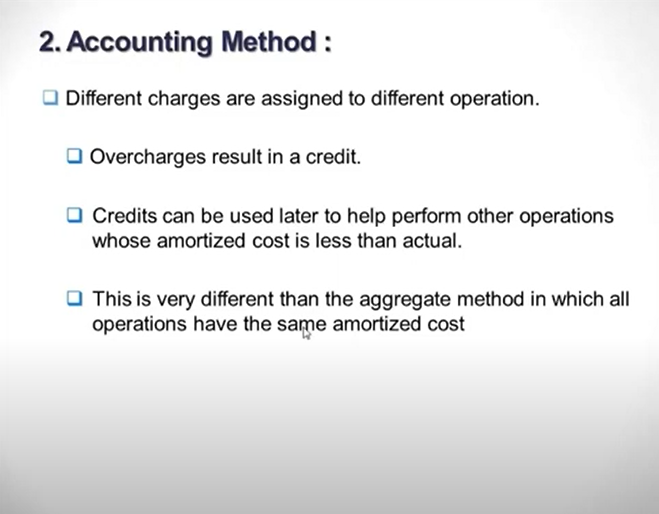 2. Accounting Method :
Different charges are assigned to different operation.
Overcharges result in a credit.
Credits can be used later to help perform other operations
whose amortized cost is less than actual.
This is very different than the aggregate method in which all
operations have the same amortized cost